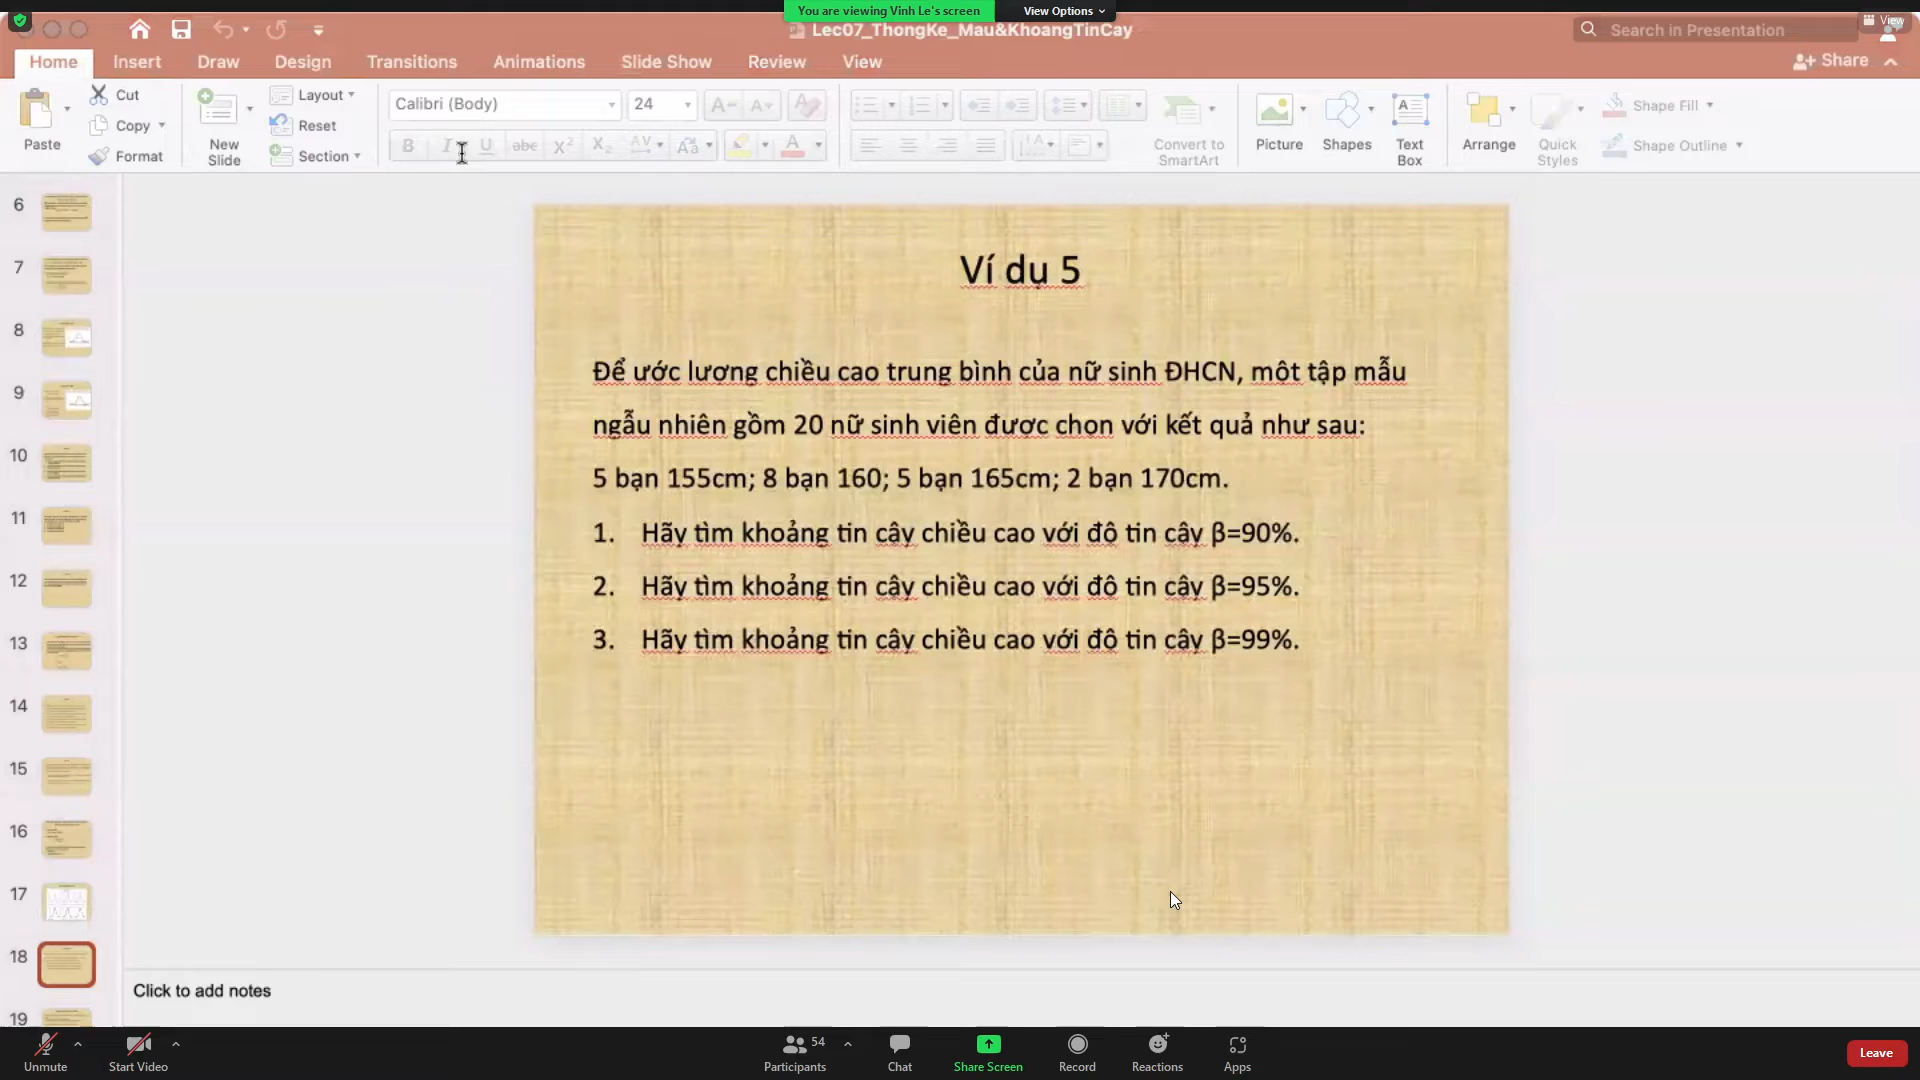 You are viewing Vinh Le's screen
View Options
View
Lec07_ThongKe_Mau&KhoangTinCay
Search in Presentation
Home
Insert
Draw
Design
Transitions
Animations
Slide Show
Review
View
Share
Paste
Cut
Copy
Format
New
Slide
Layout
Reset
Section
Calibri (Body)
24
Convert to
SmartArt
Picture
Shapes
Text
Box
Arrange
Quick
Styles
Shape Fill
Shape Outline
6
7
8
9
10
11
12
13
14
15
16
17
18
19
Ví dụ 5
Để ước lượng chiều cao trung bình của nữ sinh ĐHCN, một tập mẫu
ngẫu nhiên gồm 20 nữ sinh viên được chọn với kết quả như sau:
5 bạn 155cm; 8 bạn 160; 5 bạn 165cm; 2 bạn 170cm.
1. Hãy tìm khoảng tin cậy chiều cao với độ tin cậy β=90%.
2. Hãy tìm khoảng tin cậy chiều cao với độ tin cậy β=95%.
3. Hãy tìm khoảng tin cậy chiều cao với độ tin cậy β=99%.
Click to add notes
Unmute
Start Video
54
Participants
Chat
Share Screen
Record
Reactions
Apps
Leave